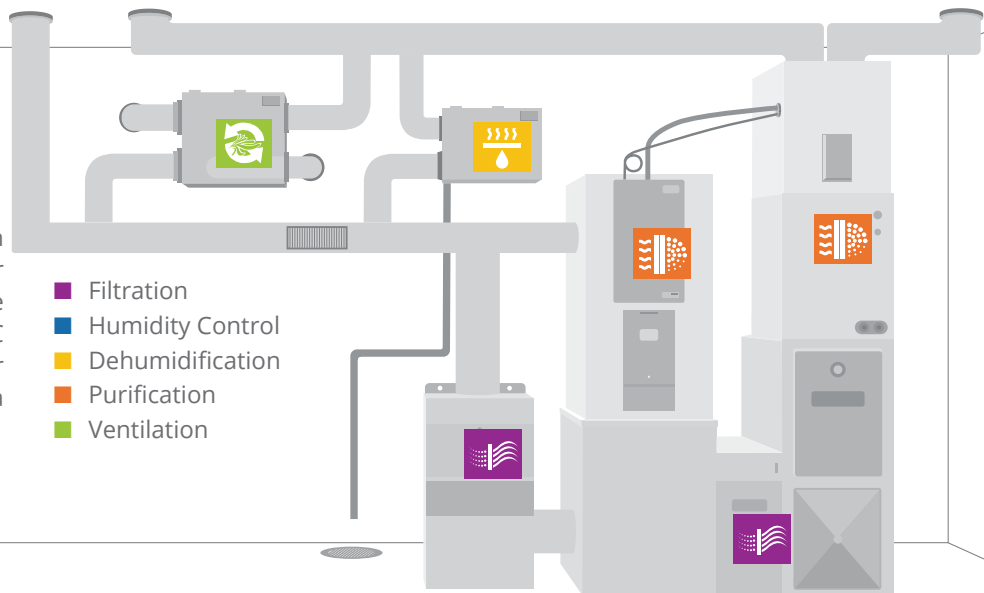 Filtration
Humidity Control
Dehumidification
Purification
Ventilation